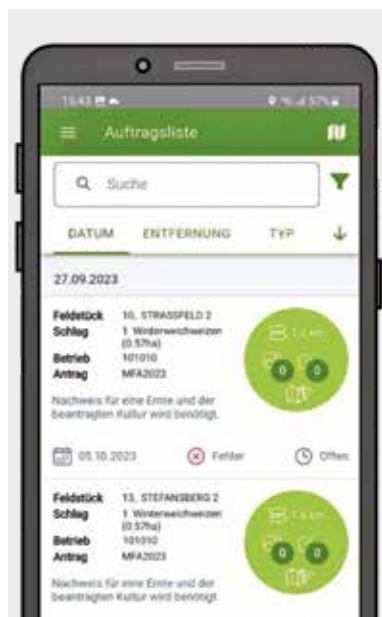 Auftragsliste
Suche
DATUM ENTFERNUNG TYP
27.09.2023
Feldstück 10, STRASSFELD 2
Schlag 1 Winterweichweizen
(0.57ha)
Betrieb 101010
Antrag MFA2023
Nachweis für eine Ernte und der
beantragten Kultur wird benötigt.
0 0
05.10.2023 Fehler Offen
Feldstück 13, STEFANSBERG 2
Schlag 1 Winterweichweizen
(0.57ha)
Betrieb 101010
Antrag MFA2023
Nachweis für eine Ernte und der
beantragten Kultur wird benötigt.
0 0